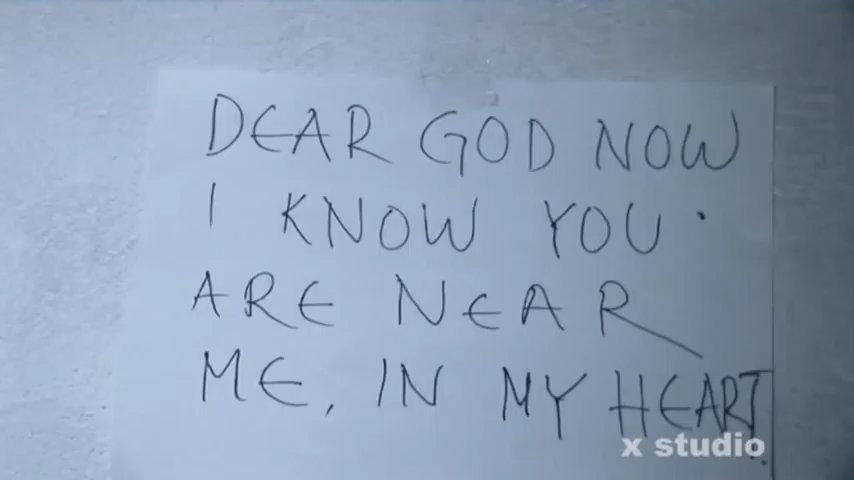 DEAR GOD NOW
I KNOW YOU.
ARE NEAR
ME, IN MY HEART.
x studio